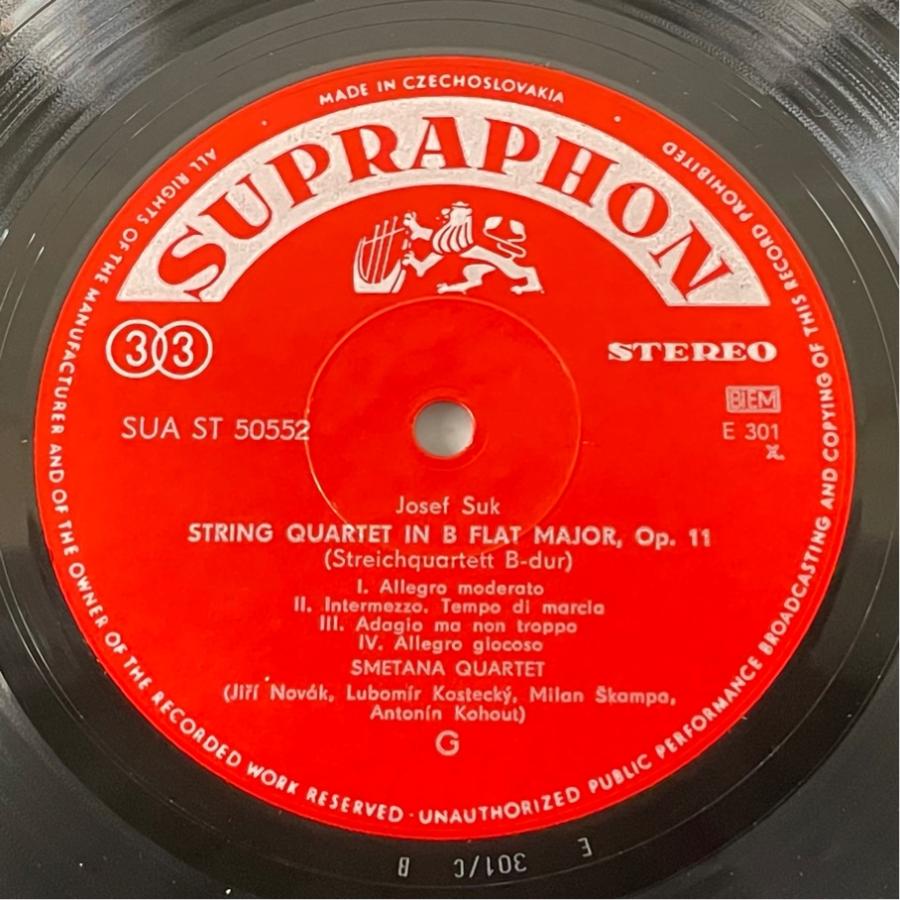 MADE IN CZECHOSLOVAKIA
SUPRAPHON
33
STEREO
BIEM
SUA ST 50552
E 301
X.
Josef Suk
STRING QUARTET IN B FLAT MAJOR, Op. 11
(Streichquartett B-dur)
I. Allegro moderato
II. Intermezzo. Tempo di marcia
III. Adagio ma non troppo
IV. Allegro giocoso
SMETANA QUARTET
(Jiří Novák, Lubomír Kostecký, Milan Škampa,
Antonín Kohout)
G
ALL RIGHTS OF THE MANUFACTURER AND OF THE OWNER OF THE RECORDED WORK RESERVED · UNAUTHORIZED PUBLIC PERFORMANCE BROADCASTING AND COPYING OF THIS RECORD PROHIBITED
E 301/C B